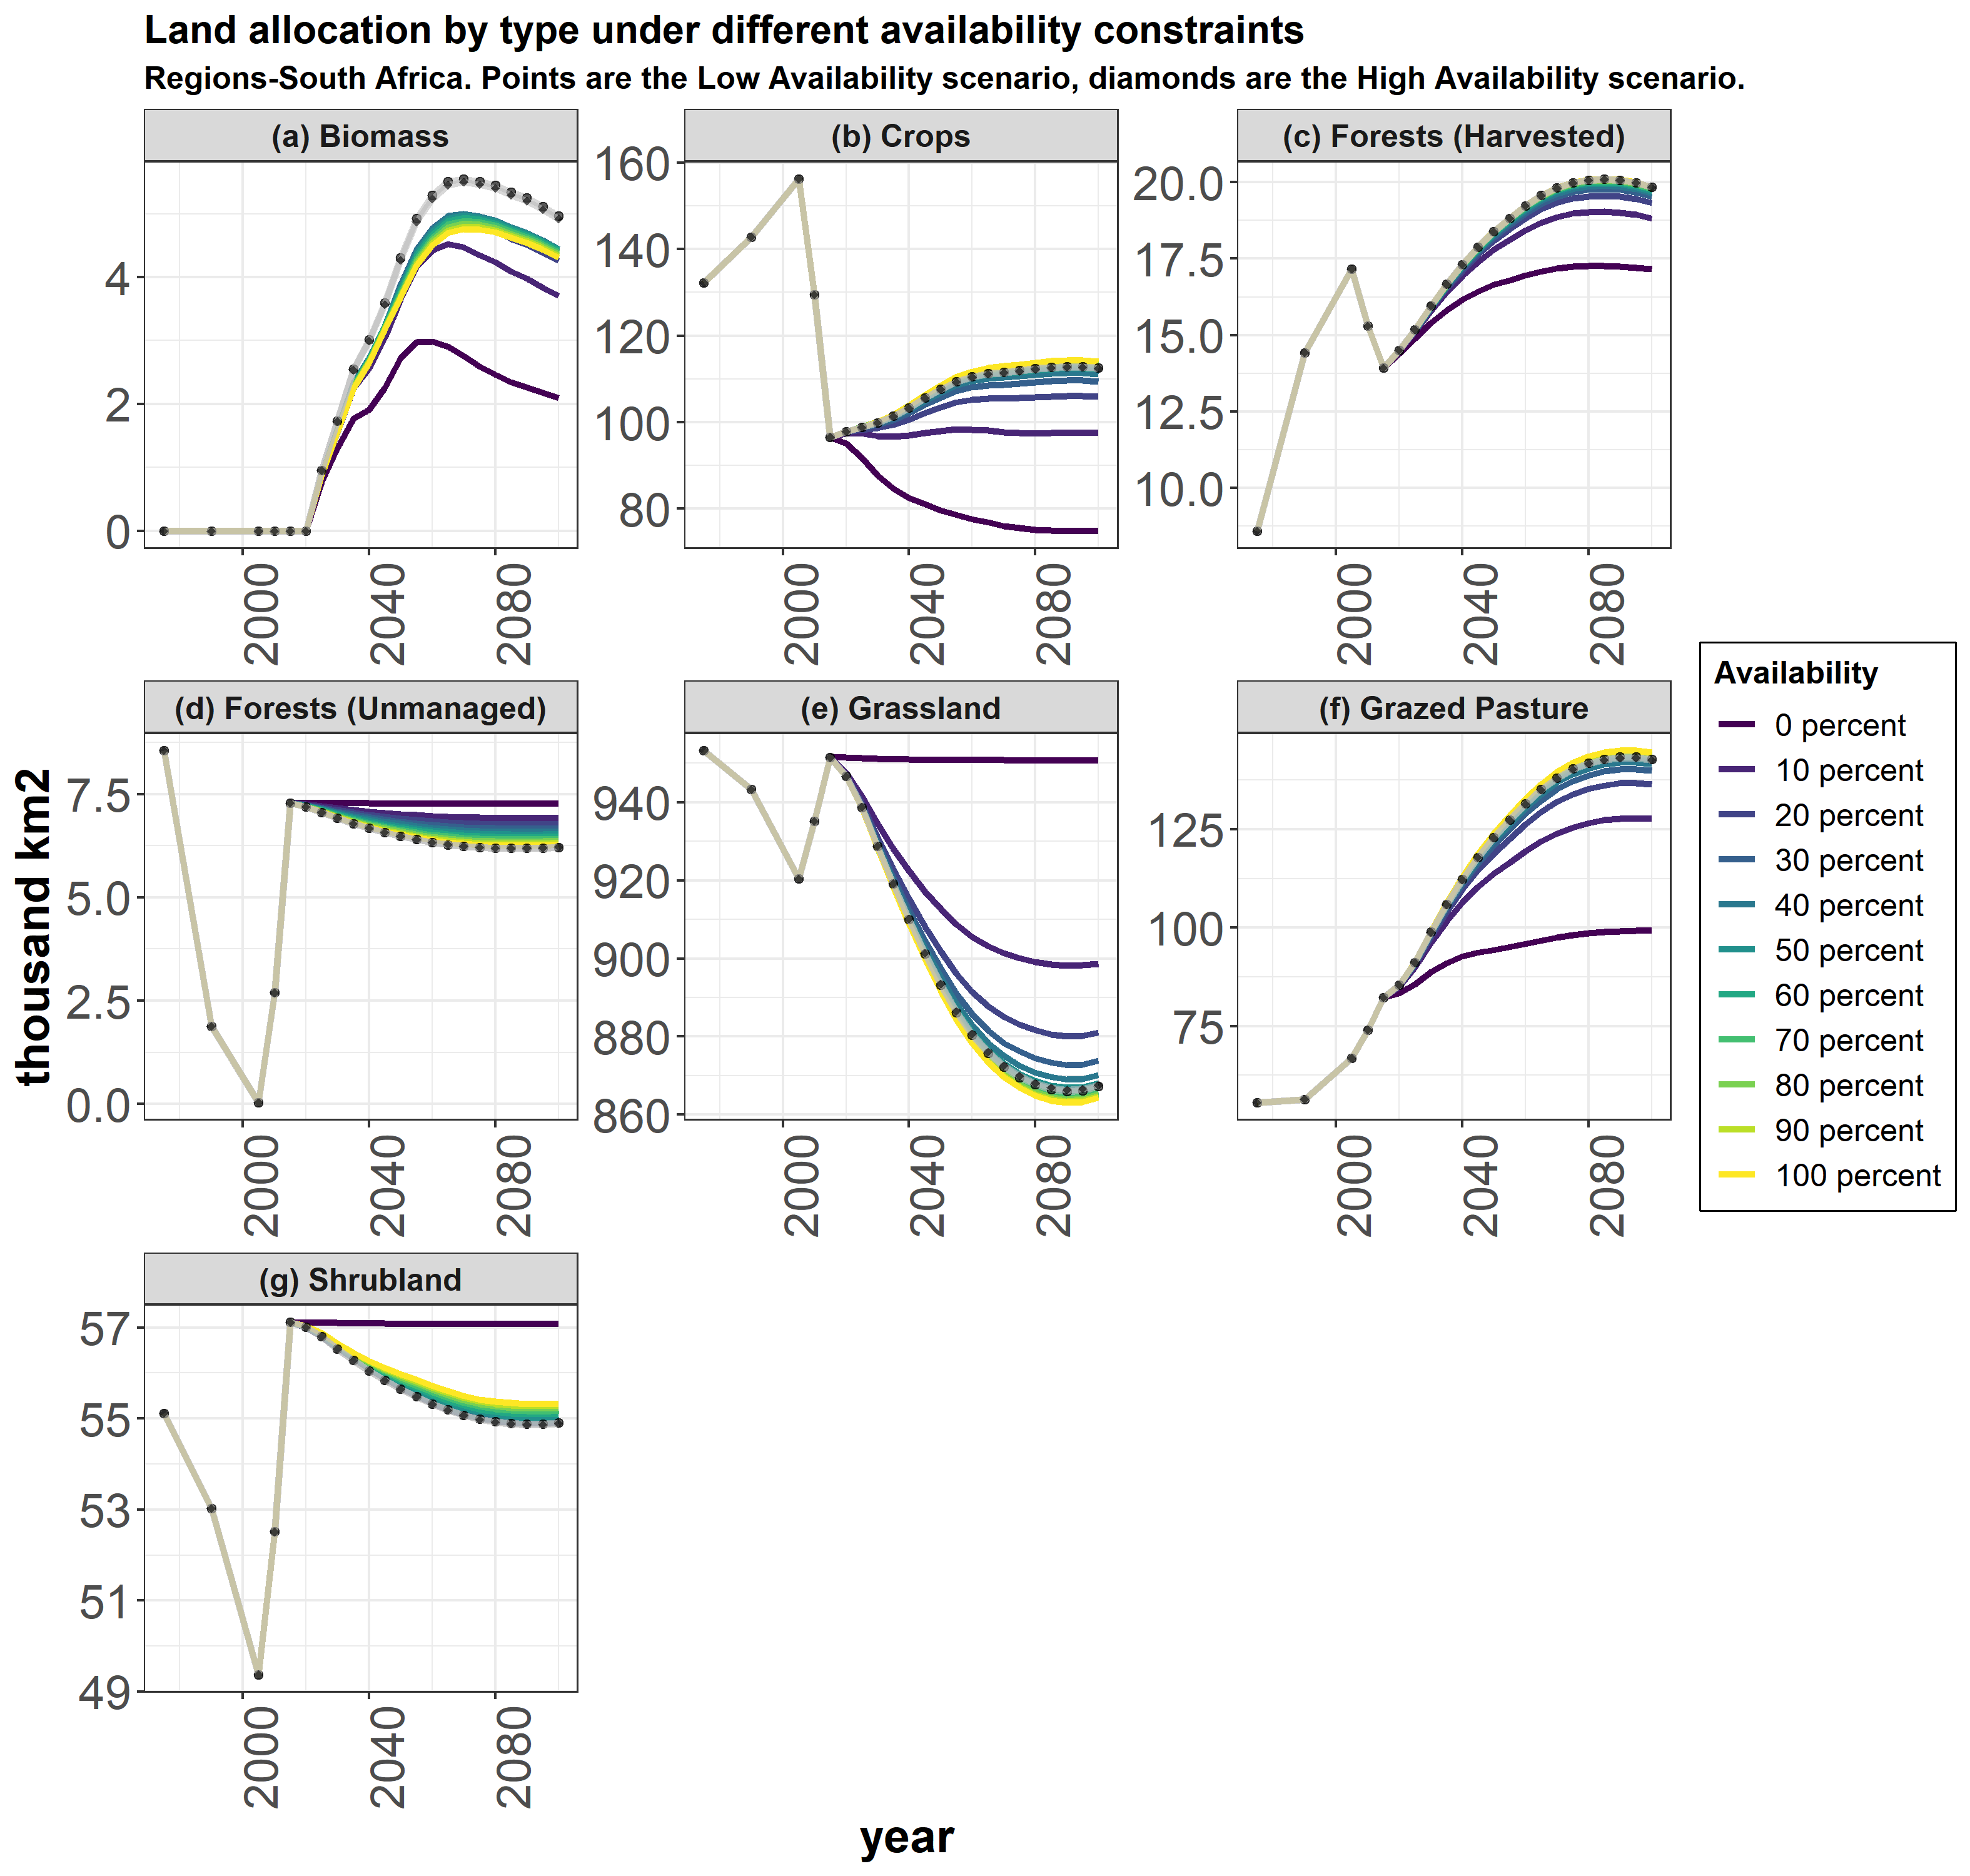 Land allocation by type under different availability constraints
Regions-South Africa. Points are the Low Availability scenario, diamonds are the High Availability scenario.
(a) Biomass
4
2
0
2000
2040
2080
(b) Crops
160
140
120
100
80
2000
2040
2080
(c) Forests (Harvested)
20.0
17.5
15.0
12.5
10.0
2000
2040
2080
thousand km2
(d) Forests (Unmanaged)
7.5
5.0
2.5
0.0
2000
2040
2080
(e) Grassland
940
920
900
880
860
2000
2040
2080
(f) Grazed Pasture
125
100
75
2000
2040
2080
Availability
0 percent
10 percent
20 percent
30 percent
40 percent
50 percent
60 percent
70 percent
80 percent
90 percent
100 percent
(g) Shrubland
57
55
53
51
49
2000
2040
2080
year